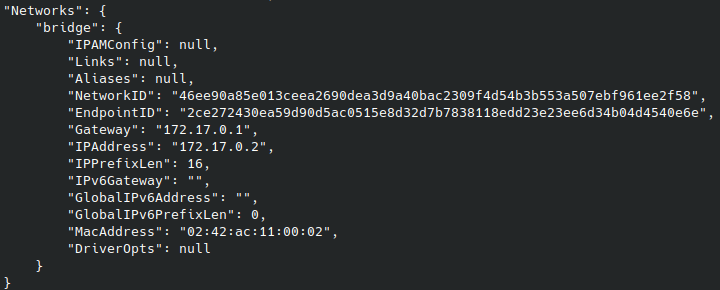 "Networks": {
    "bridge": {
        "IPAMConfig": null,
        "Links": null,
        "Aliases": null,
        "NetworkID": "46ee90a85e013ceea2690dea3d9a40bac2309f4d54b3b553a507ebf961ee2f58",
        "EndpointID": "2ce272430ea59d90d5ac0515e8d32d7b7838118edd23e23ee6d34b04d4540e6e",
        "Gateway": "172.17.0.1",
        "IPAddress": "172.17.0.2",
        "IPPrefixLen": 16,
        "IPv6Gateway": "",
        "GlobalIPv6Address": "",
        "GlobalIPv6PrefixLen": 0,
        "MacAddress": "02:42:ac:11:00:02",
        "DriverOpts": null
    }
}